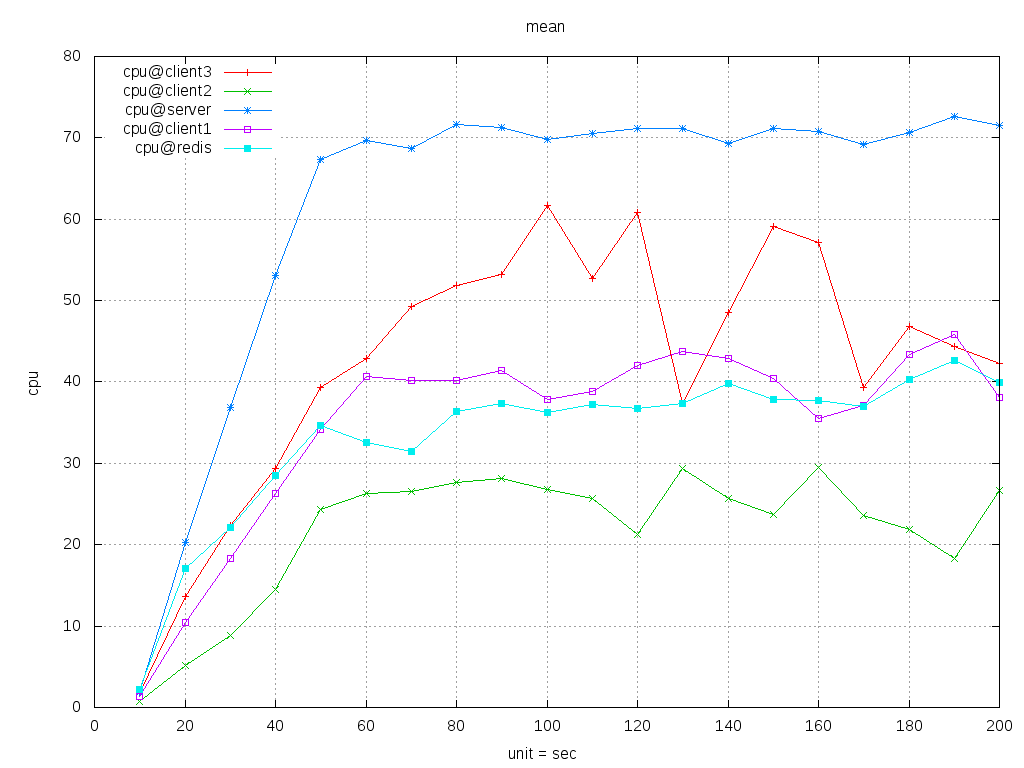 mean
80
70
60
50
40
30
20
10
0
cpu
cpu@client3
cpu@client2
cpu@server
cpu@client1
cpu@redis
0 20 40 60 80 100 120 140 160 180 200
unit = sec